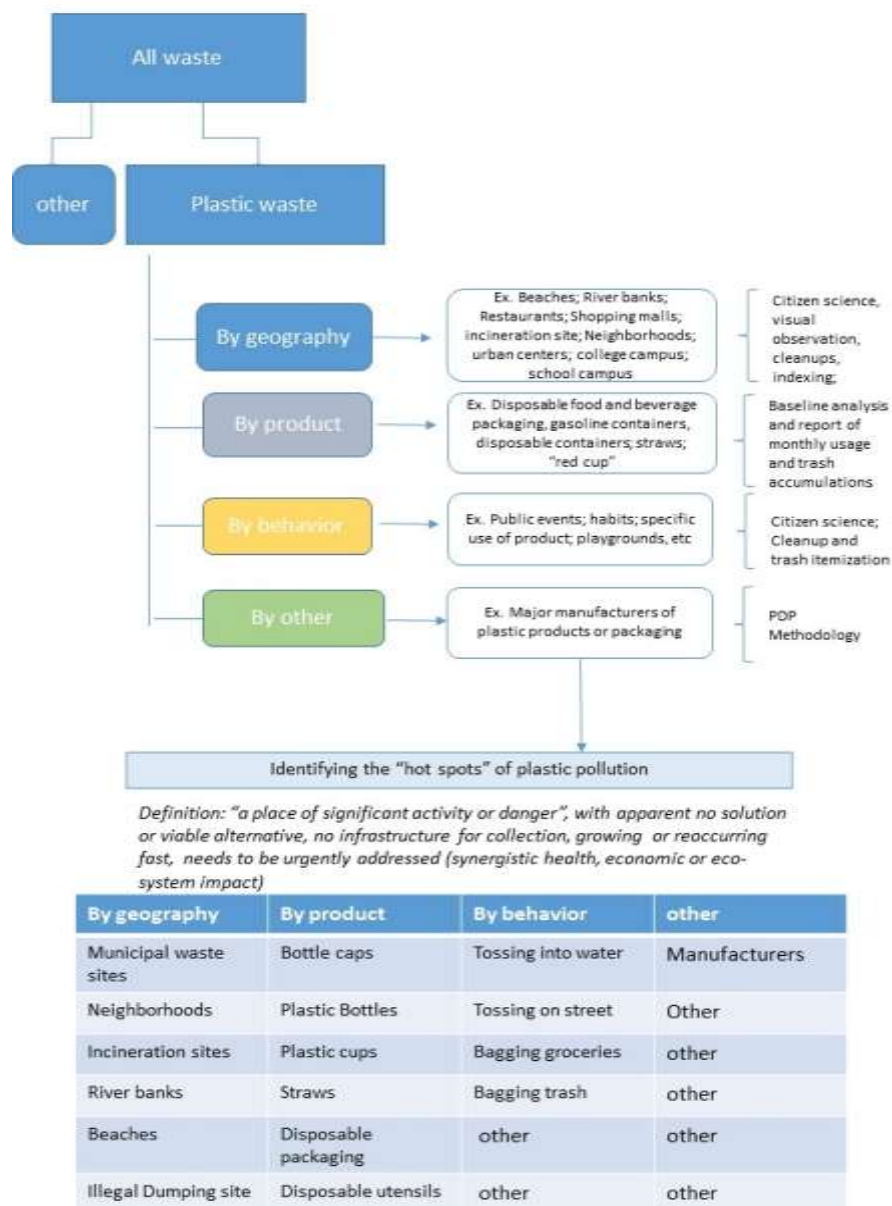 All waste
other
Plastic waste
By geography
Ex. Beaches; River banks;
Restaurants; Shopping malls;
incineration site; Neighborhoods;
urban centers; college campus;
school campus
Citizen science,
visual
observation,
cleanups,
indexing;
By product
Ex. Disposable food and beverage
packaging, gasoline containers,
disposable containers; straws;
"red cup"
Baseline analysis
and report of
monthly usage
and trash
accumulations
By behavior
Ex. Public events; habits; specific
use of product; playgrounds, etc
Citizen science;
Cleanup and
trash itemization
By other
Ex. Major manufacturers of
plastic products or packaging
PDP
Methodology
Identifying the "hot spots" of plastic pollution
Definition: "a place of significant activity or danger", with apparent no solution
or viable alternative, no infrastructure for collection, growing or reoccurring
fast, needs to be urgently addressed (synergistic health, economic or eco-
system impact)
By geography By product By behavior other
Municipal waste
sites
Bottle caps Tossing into water Manufacturers
Neighborhoods Plastic Bottles Tossing on street Other
Incineration sites Plastic cups Bagging groceries other
River banks Straws Bagging trash other
Beaches Disposable
packaging
other other
Illegal Dumping site Disposable utensils other other